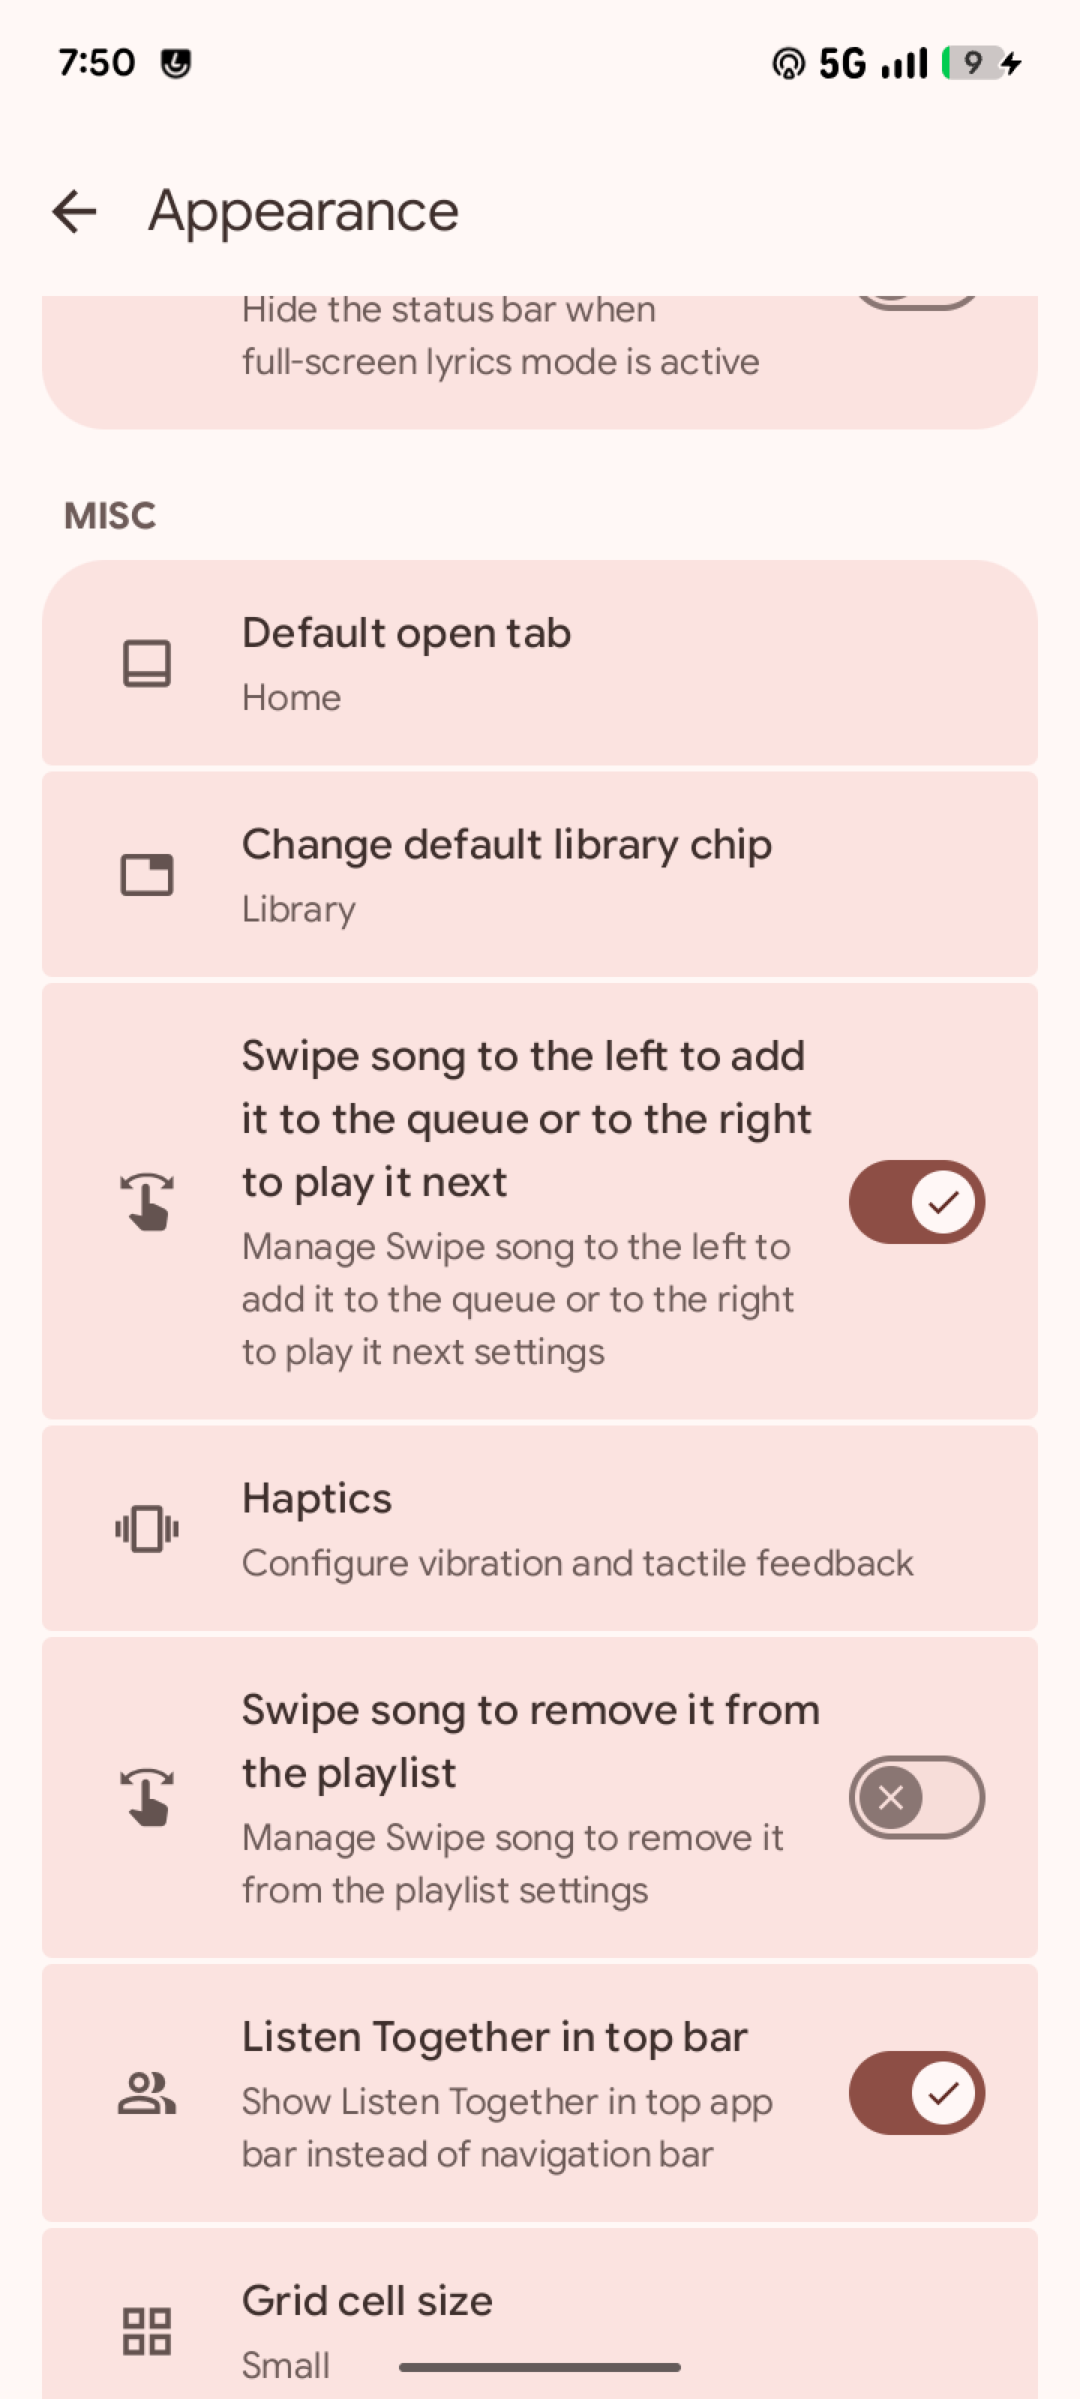 7:50 5G 9
Appearance
Hide the status bar when
full-screen lyrics mode is active
MISC
Default open tab
Home
Change default library chip
Library
Swipe song to the left to add
it to the queue or to the right
to play it next
Manage Swipe song to the left to
add it to the queue or to the right
to play it next settings
Haptics
Configure vibration and tactile feedback
Swipe song to remove it from
the playlist
Manage Swipe song to remove it
from the playlist settings
Listen Together in top bar
Show Listen Together in top app
bar instead of navigation bar
Grid cell size
Small